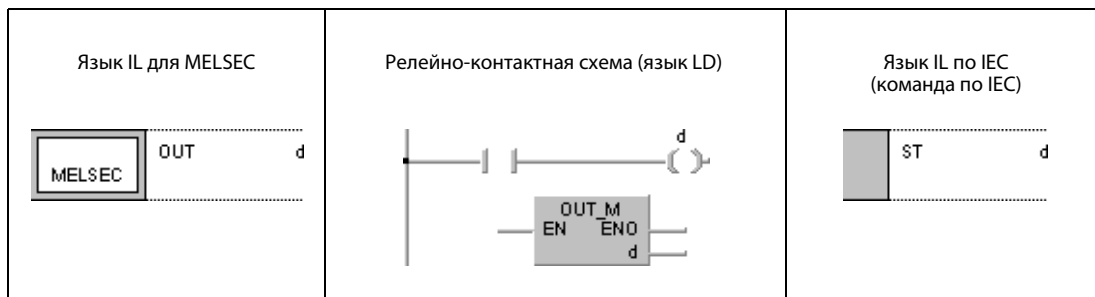 Язык IL для MELSEC
MELSEC
OUT d
Релейно-контактная схема (язык LD)
d
OUT_M
EN ENO
d
Язык IL по IEC
(команда по IEC)
ST d